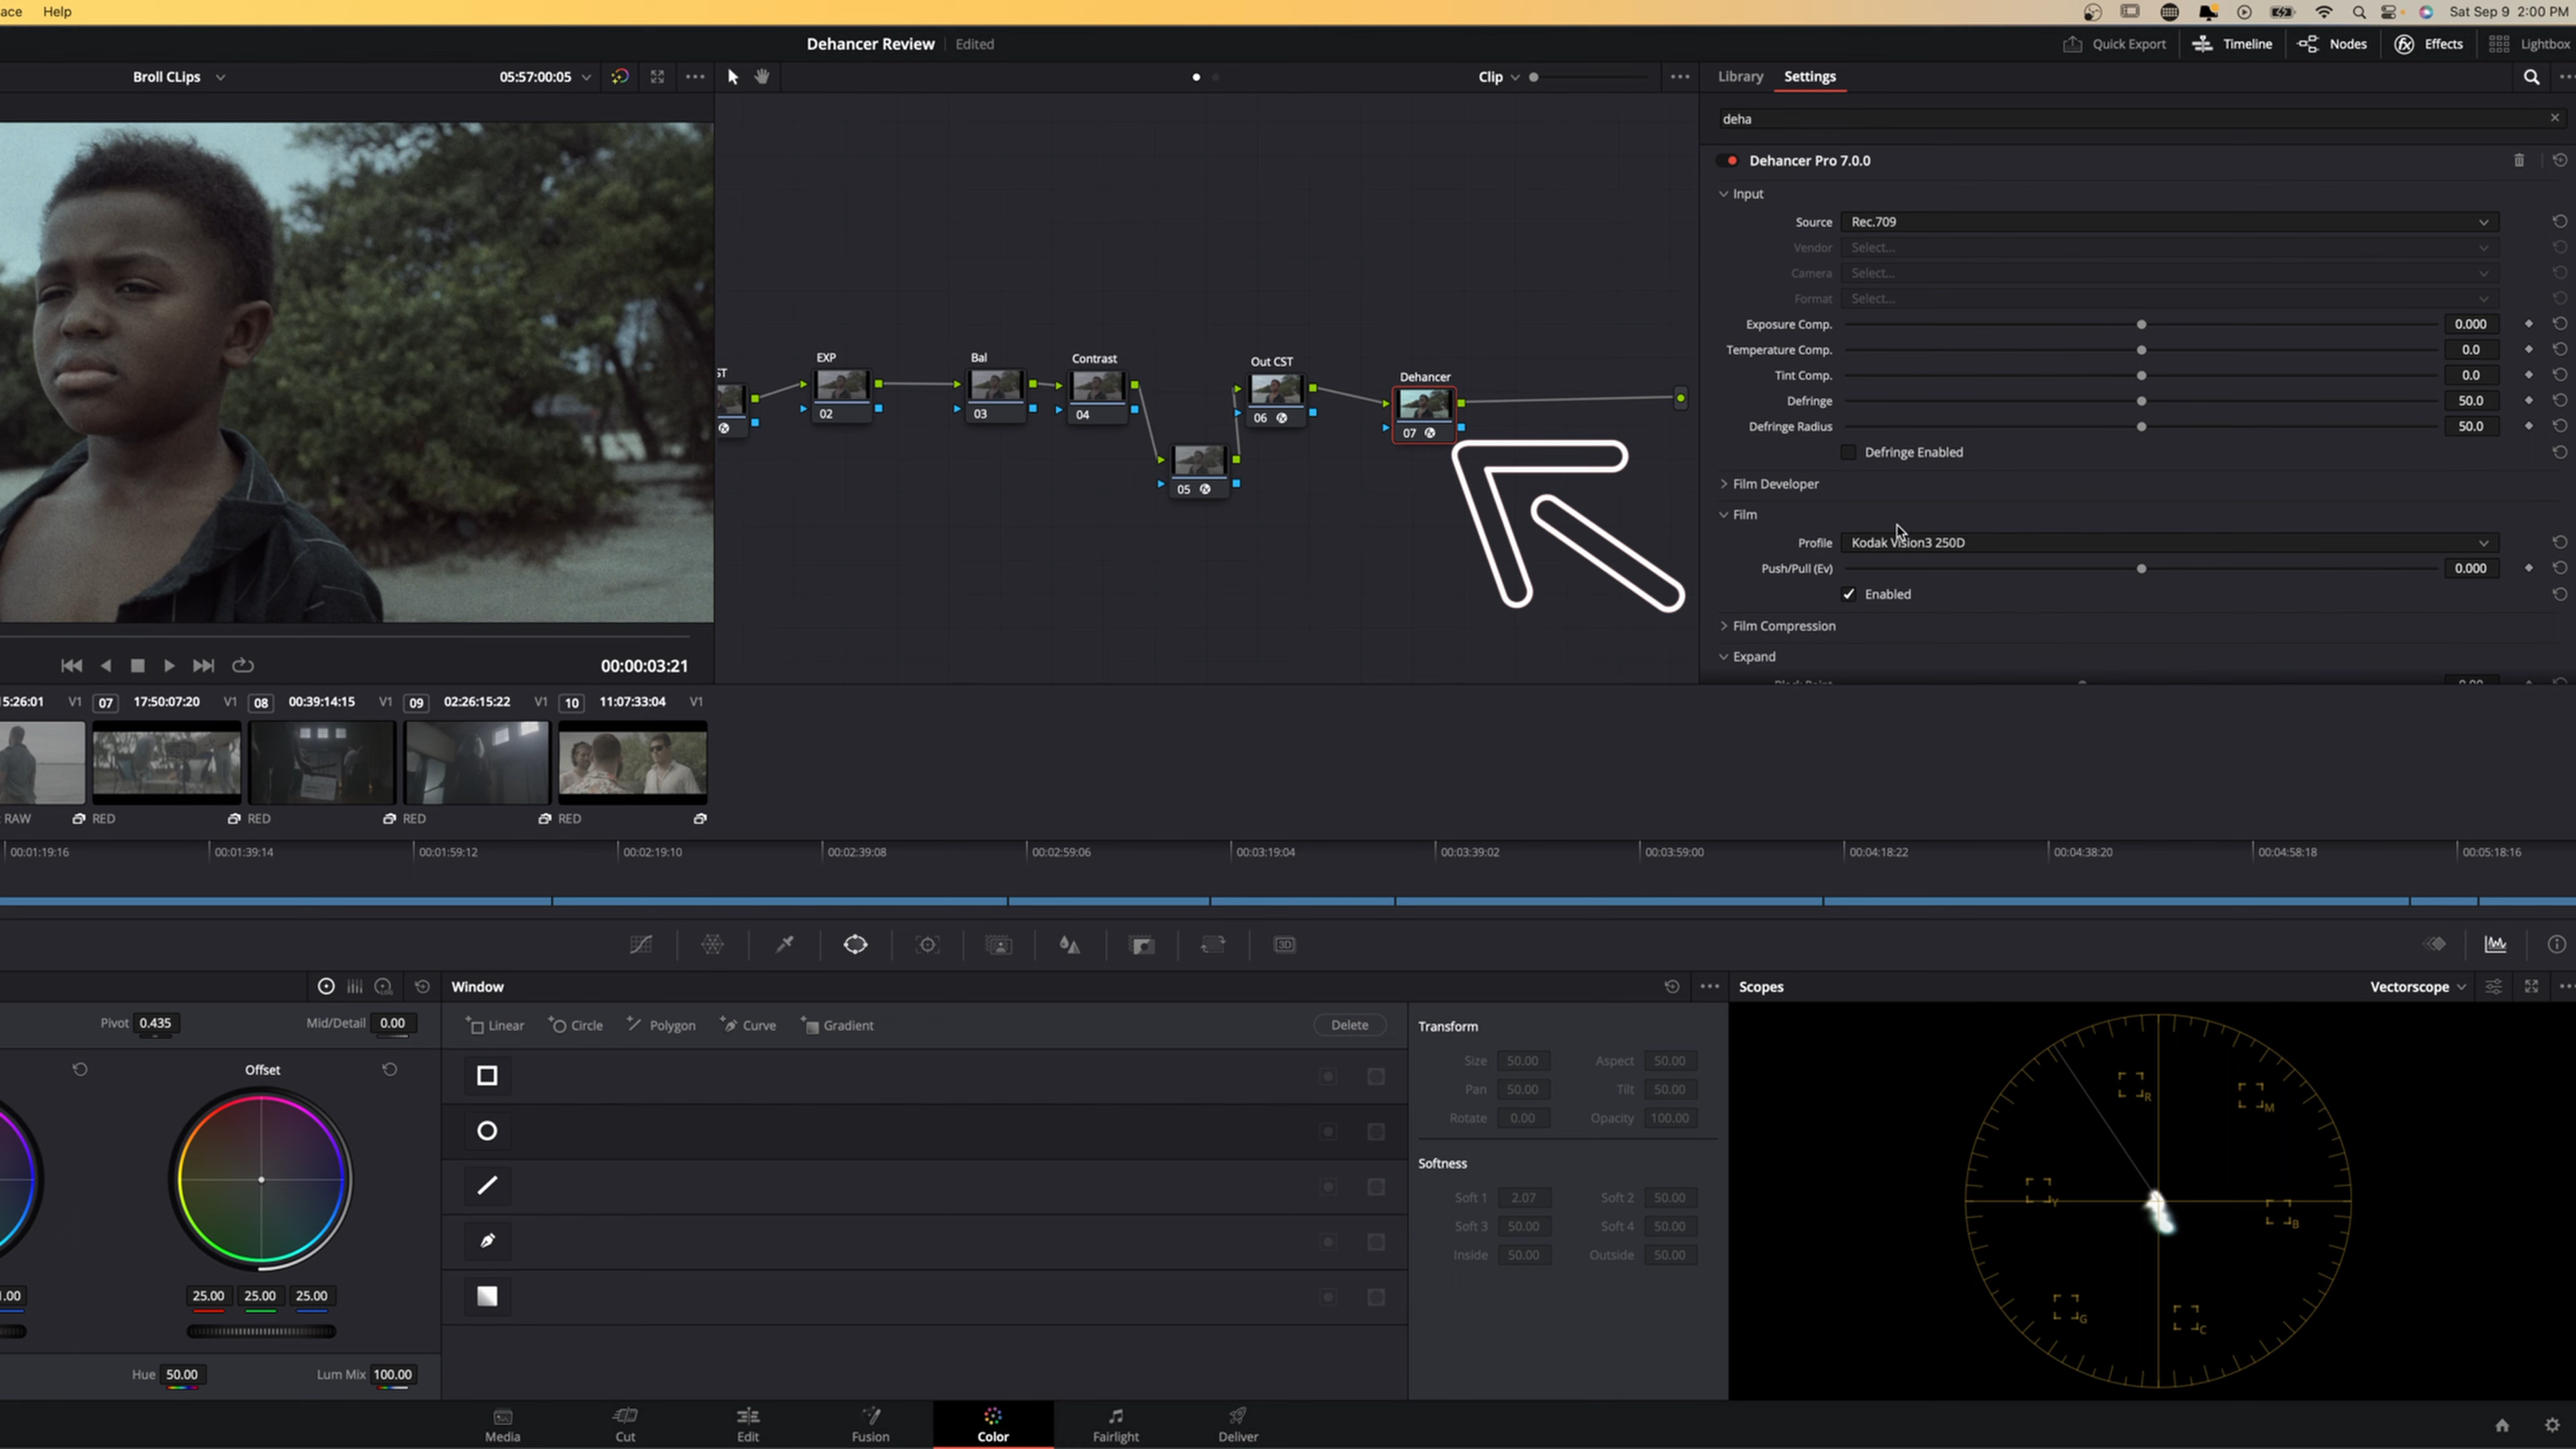 ace Help Sat Sep 9 2:00 PM
Dehancer Review Edited Quick Export Timeline Nodes Effects Lightbox
Broll CLips 05:57:00:05 Clip Library Settings
deha
Dehancer Pro 7.0.0
Input
Source Rec.709
Vendor Select...
Camera Select...
Format Select...
Exposure Comp. 0.000
Temperature Comp. 0.0
Tint Comp. 0.0
Defringe 50.0
Defringe Radius 50.0
Defringe Enabled
Film Developer
Film
Profile Kodak Vision3 250D
Push/Pull (Ev) 0.000
Enabled
Film Compression
Expand
ST EXP Bal Contrast Out CST Dehancer
02 03 04 06 07
05
00:00:03:21
5:26:01 V1 07 17:50:07:20 V1 08 00:39:14:15 V1 09 02:26:15:22 V1 10 11:07:33:04 V1
RAW RED RED RED RED
00:01:19:16 00:01:39:14 00:01:59:12 00:02:19:10 00:02:39:08 00:02:59:06 00:03:19:04 00:03:39:02 00:03:59:00 00:04:18:22 00:04:38:20 00:04:58:18 00:05:18:16
3D
Window Scopes Vectorscope
Pivot 0.435 Mid/Detail 0.00
Linear Circle Polygon Curve Gradient Delete
Offset
.00 25.00 25.00 25.00
Hue 50.00 Lum Mix 100.00
Transform
Size 50.00 Aspect 50.00
Pan 50.00 Tilt 50.00
Rotate 0.00 Opacity 100.00
Softness
Soft 1 2.07 Soft 2 50.00
Soft 3 50.00 Soft 4 50.00
Inside 50.00 Outside 50.00
R M
Y B
G C
Media Cut Edit Fusion Color Fairlight Deliver